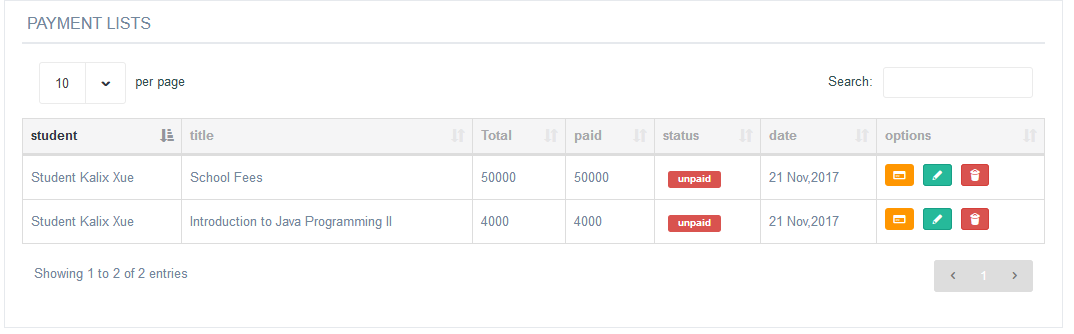 PAYMENT LISTS
10 per page Search:
student title Total paid status date options
Student Kalix Xue School Fees 50000 50000 unpaid 21 Nov,2017
Student Kalix Xue Introduction to Java Programming II 4000 4000 unpaid 21 Nov,2017
Showing 1 to 2 of 2 entries 1